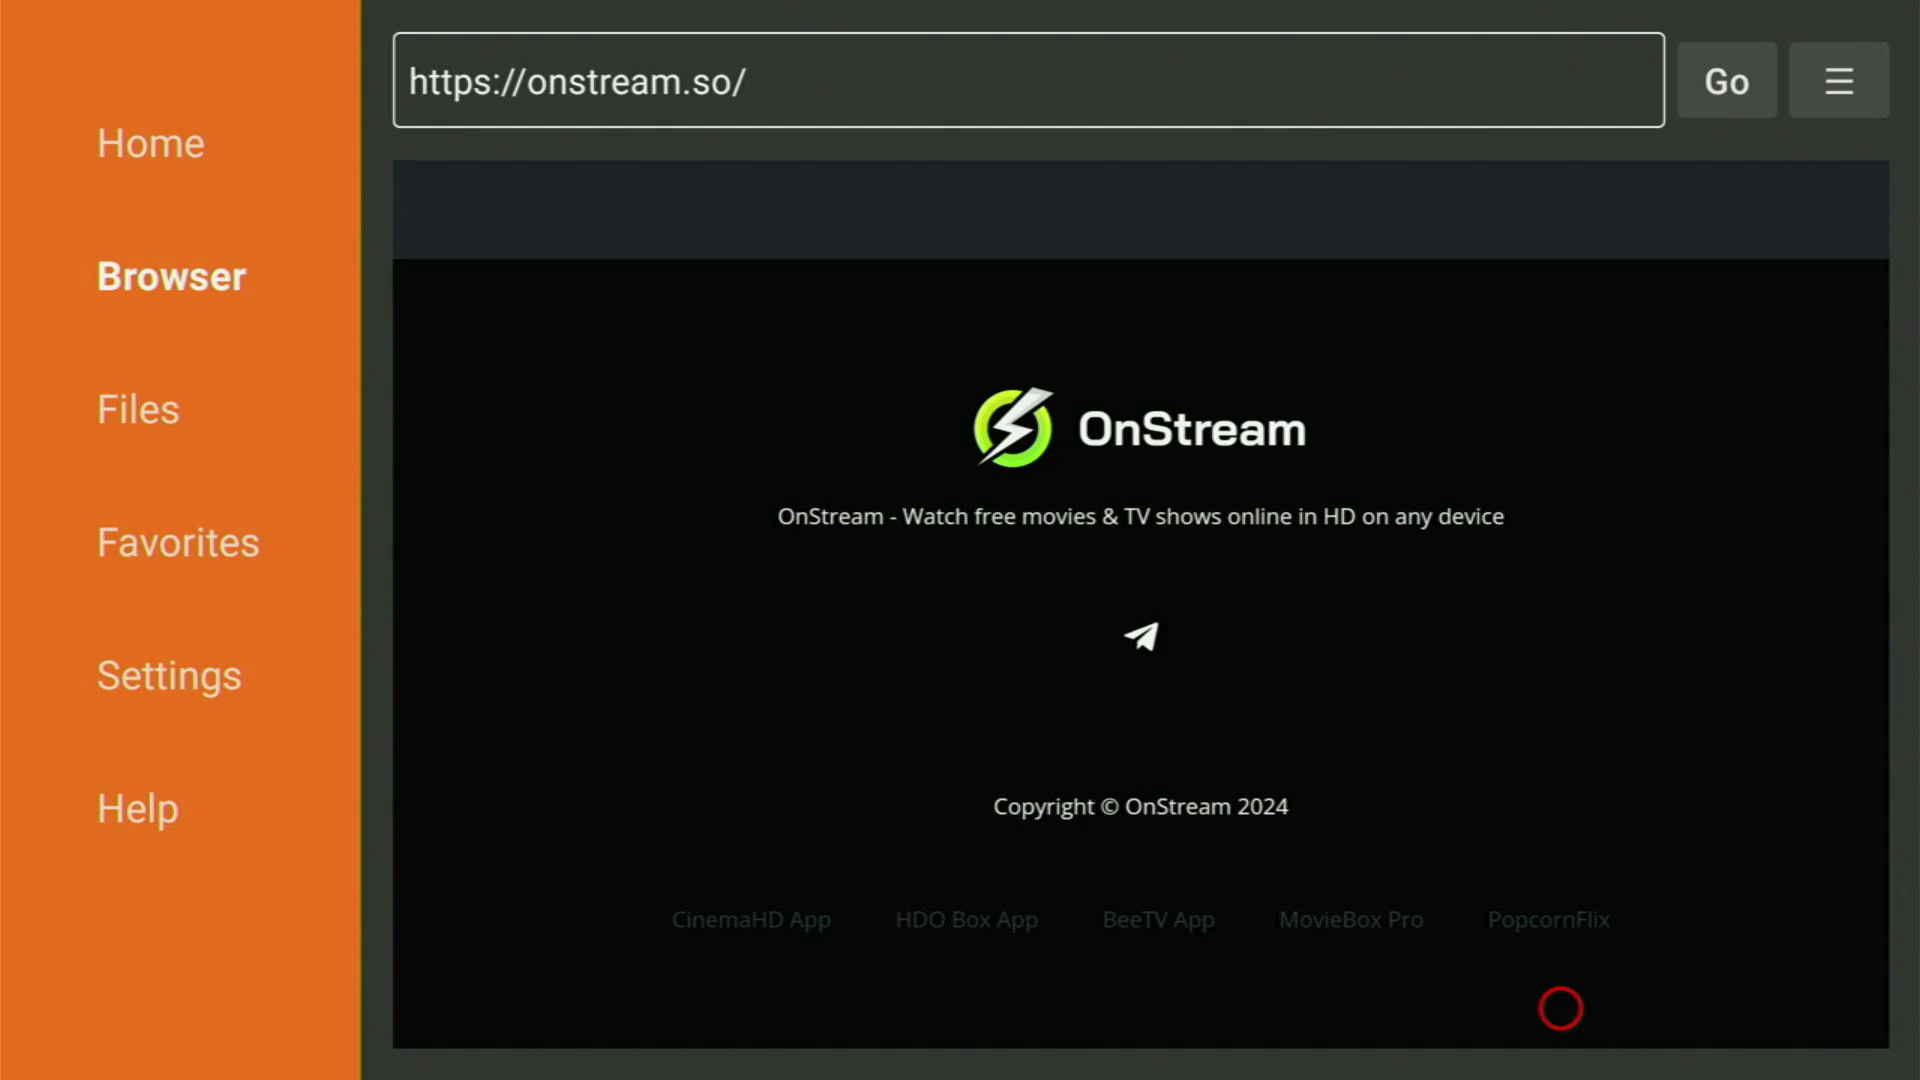 Home
Browser
Files
Favorites
Settings
Help
https://onstream.so/
Go
OnStream
OnStream - Watch free movies & TV shows online in HD on any device
Copyright © OnStream 2024
CinemaHD App
HDO Box App
BeeTV App
MovieBox Pro
PopcornFlix